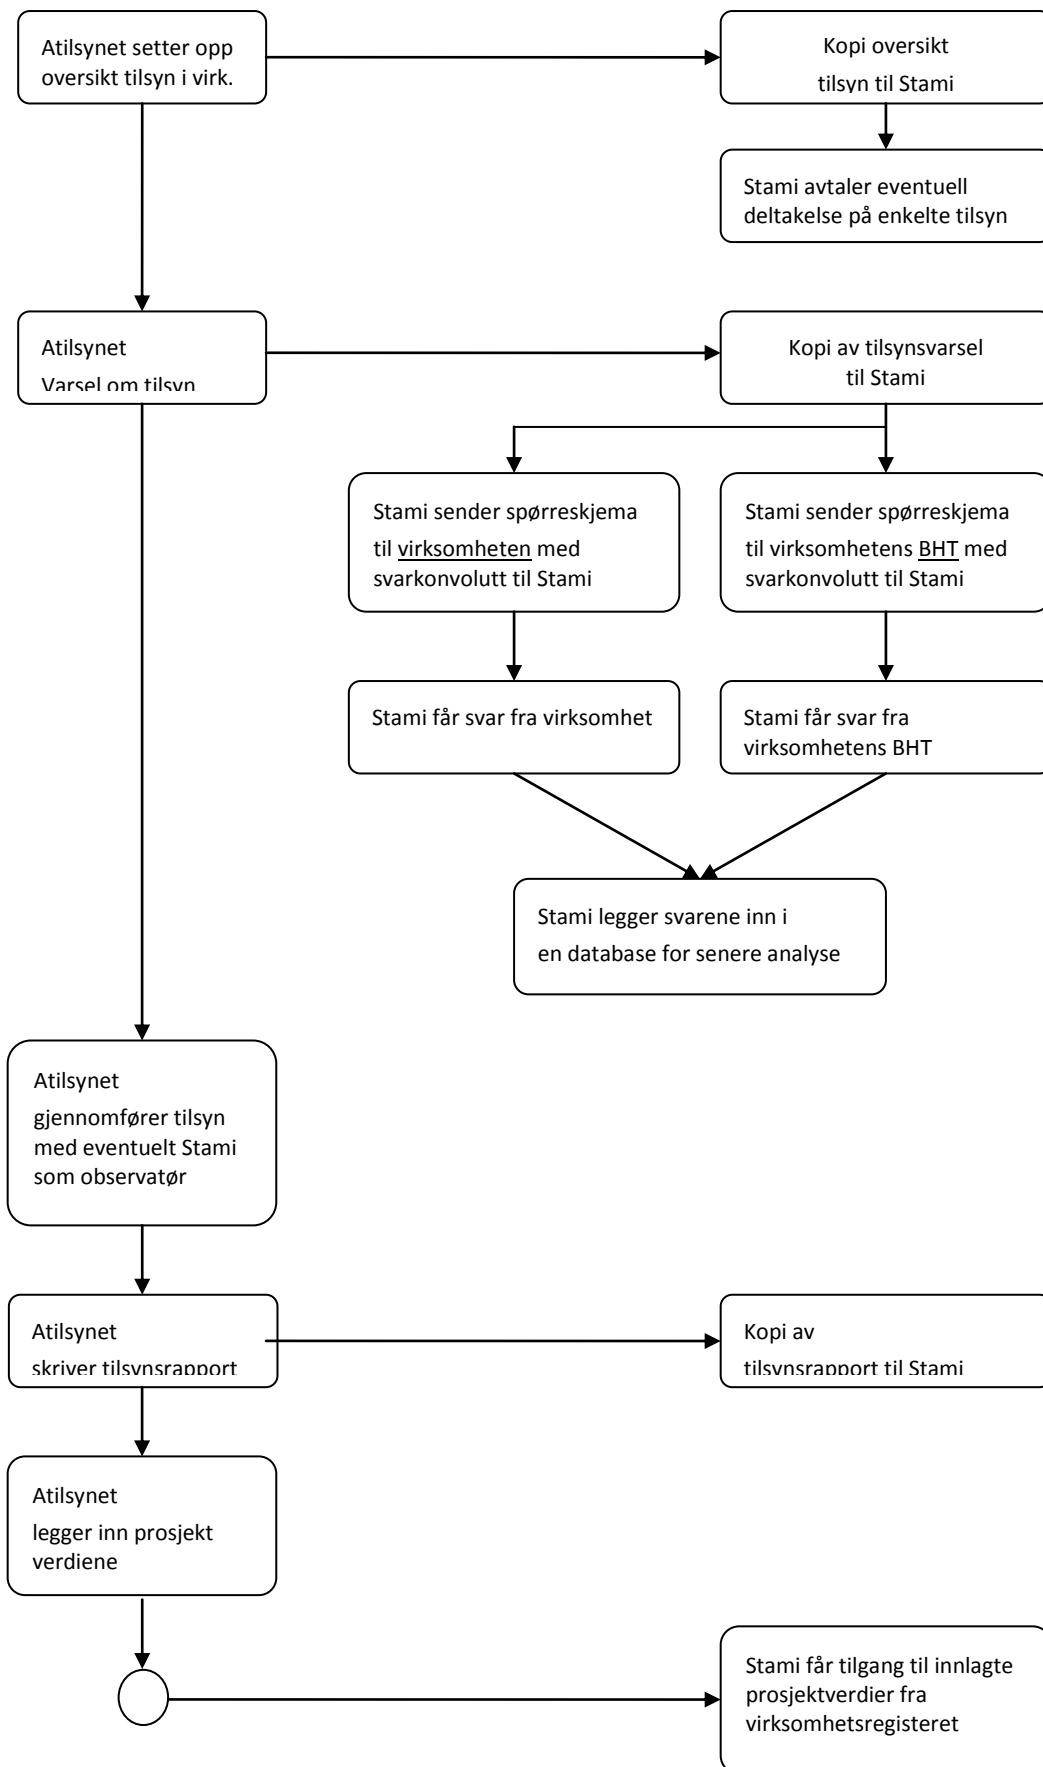 Atilsynet setter opp
oversikt tilsyn i virk.
Kopi oversikt
tilsyn til Stami
Stami avtaler eventuell
deltakelse på enkelte tilsyn
Atilsynet
Varsel om tilsyn
Kopi av tilsynsvarsel
til Stami
Stami sender spørreskjema
til virksomheten med
svarkonvolutt til Stami
Stami sender spørreskjema
til virksomhetens BHT med
svarkonvolutt til Stami
Stami får svar fra virksomhet
Stami får svar fra
virksomhetens BHT
Stami legger svarene inn i
en database for senere analyse
Atilsynet
gjennomfører tilsyn
med eventuelt Stami
som observatør
Atilsynet
skriver tilsynsrapport
Kopi av
tilsynsrapport til Stami
Atilsynet
legger inn prosjekt
verdiene
Stami får tilgang til innlagte
prosjektverdier fra
virksomhetsregisteret